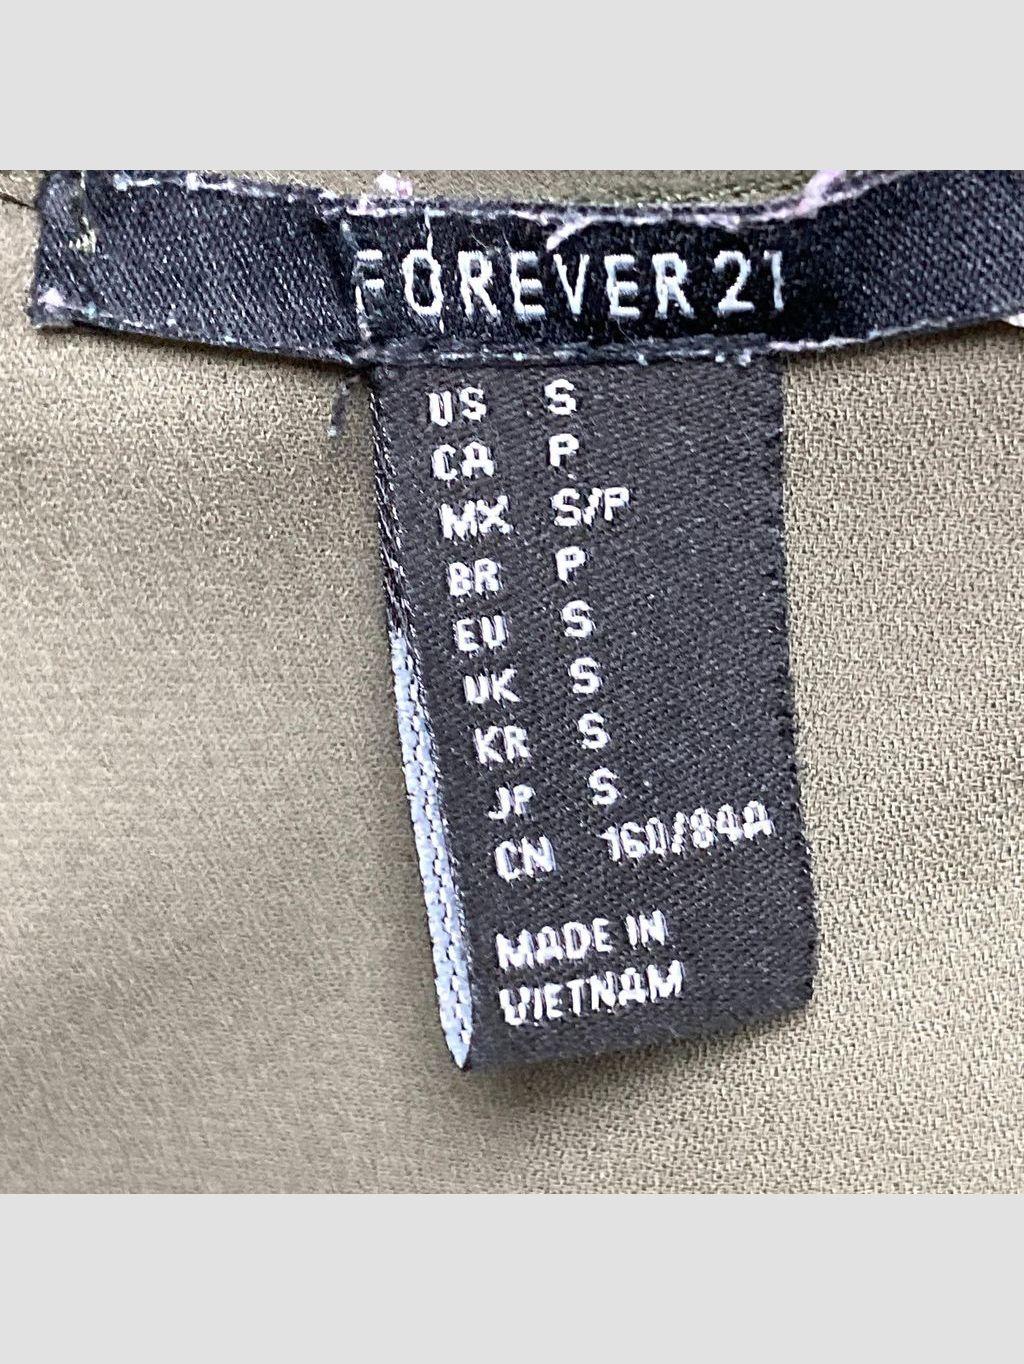 FOREVER 21
US S
CA P
MX S/P
BR P
EU S
UK S
KR S
JP S
CN 160/84A
MADE IN
VIETNAM